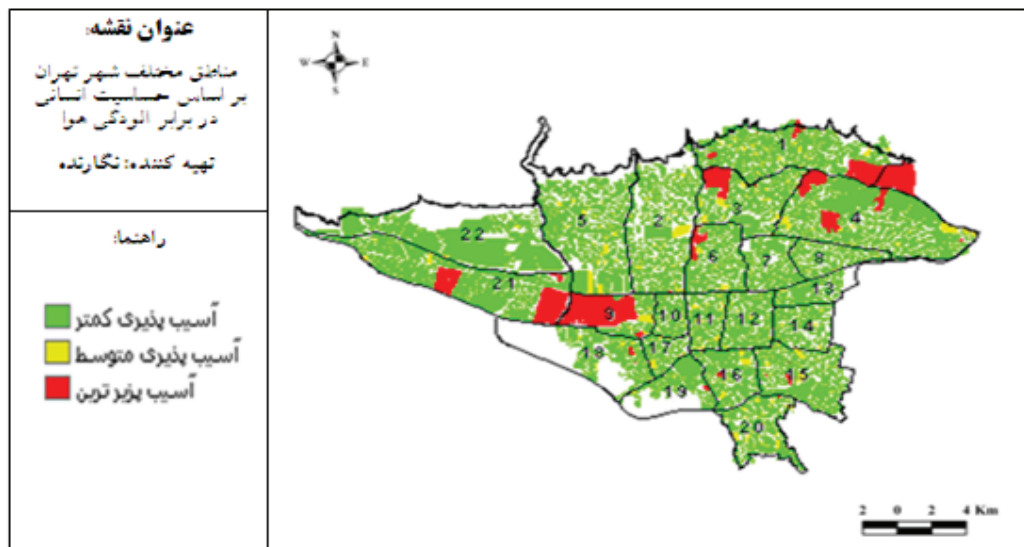 عنوان نقشه:
مناطق مختلف شهر تهران
بر اساس حساسیت انسانی
در برابر الودگی هوا
تهیه کننده: نگارنده
راهنما:
آسیب پذیری کمتر
آسیب پذیری متوسط
آسیب پزیر ترین
N
W E
S
1
2
3
4
5
6
7
8
9
10
11
12
13
14
15
16
17
18
19
20
21
22
2 0 2 4 Km